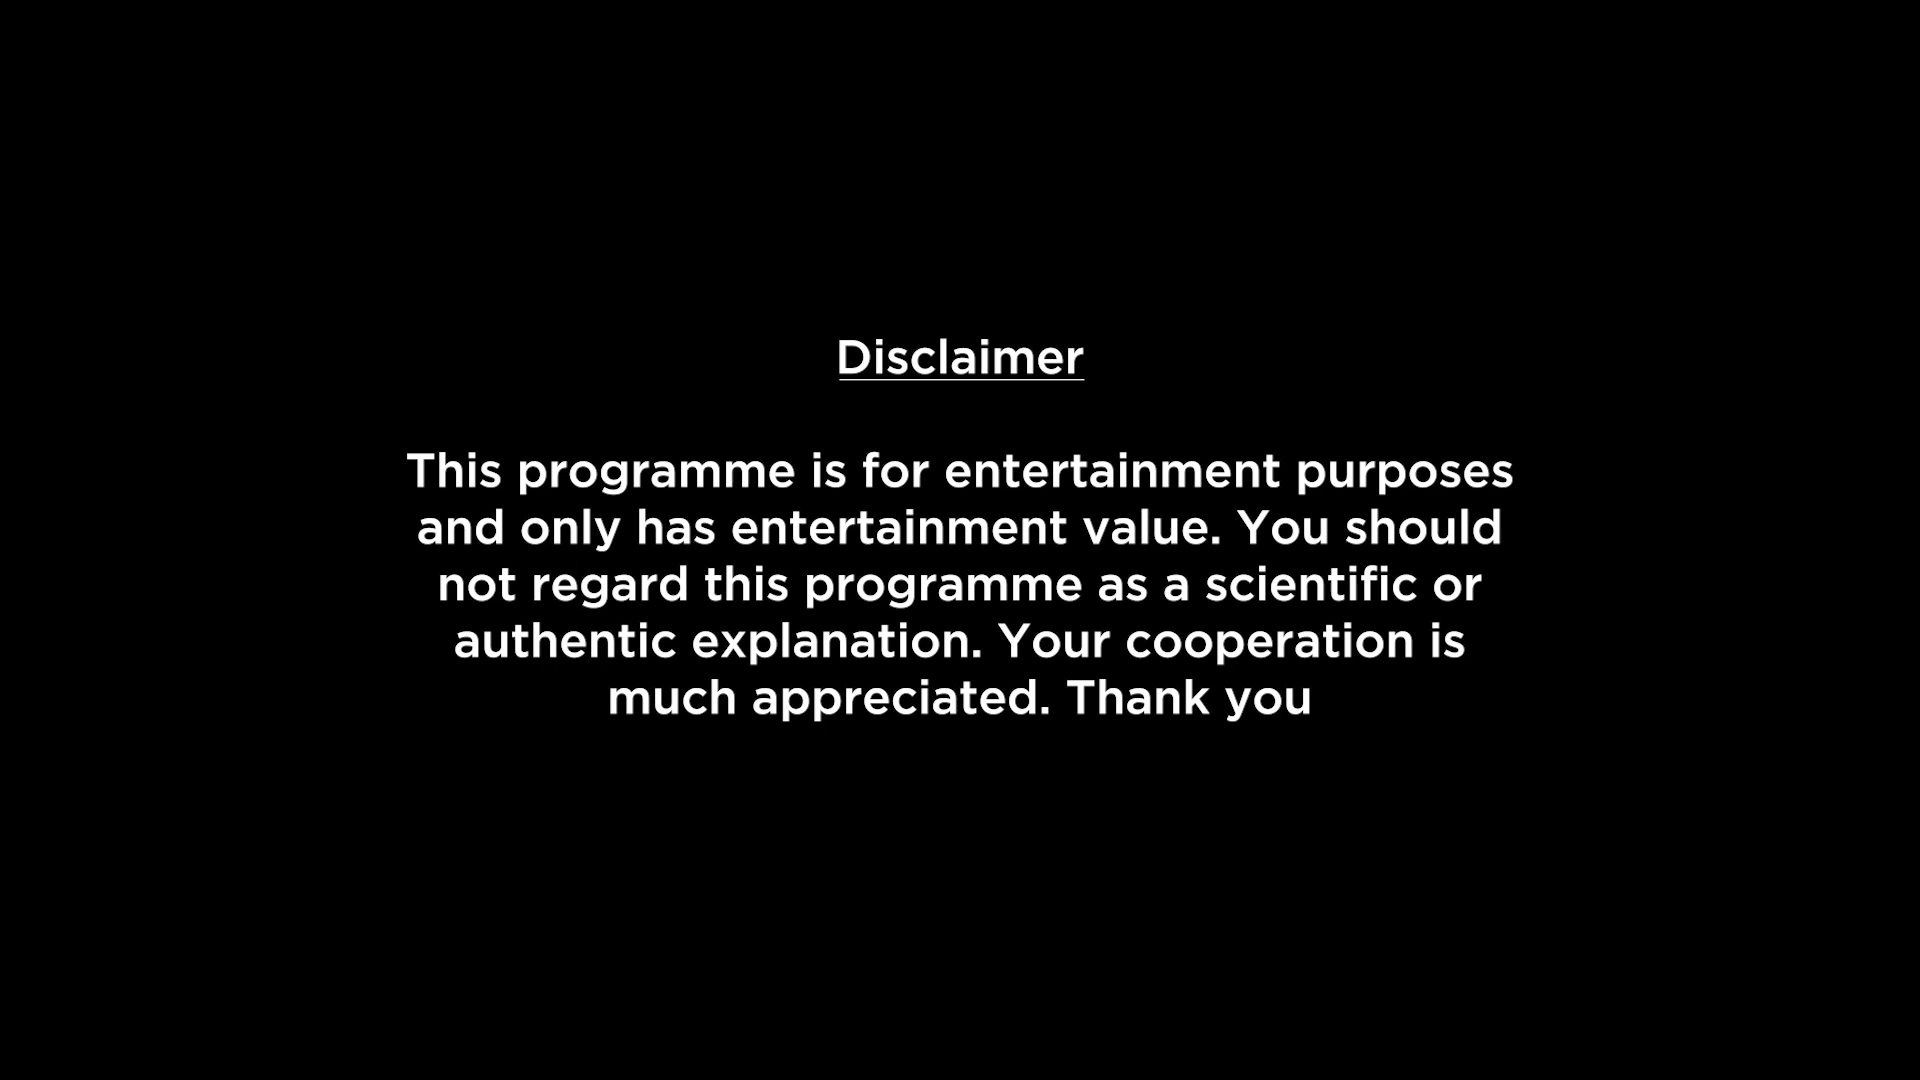 Disclaimer
This programme is for entertainment purposes
and only has entertainment value. You should
not regard this programme as a scientific or
authentic explanation. Your cooperation is
much appreciated. Thank you